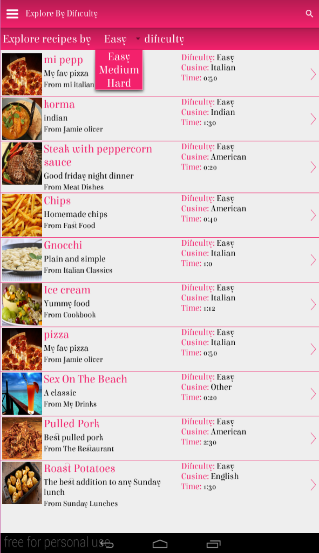 Explore By Dificulty
Explore recipes by Easy dificulty
Easy
Medium
Hard
mi pepp
My fav pizza
From mi italian
Dificulty: Easy
Cusine: Italian
Time: 0:50
korma
indian
From Jamie olicer
Dificulty: Easy
Cusine: Indian
Time: 1:30
Steak with peppercorn
sauce
Good friday night dinner
From Meat Dishes
Dificulty: Easy
Cusine: American
Time: 0:20
Chips
Homemade chips
From Fast Food
Dificulty: Easy
Cusine: American
Time: 0:40
Gnocchi
Plain and simple
From Italian Classics
Dificulty: Easy
Cusine: Italian
Time: 1:0
Ice cream
Yummy food
From Cookbook
Dificulty: Easy
Cusine: Italian
Time: 1:12
pizza
My fav pizza
From Jamie olicer
Dificulty: Easy
Cusine: Italian
Time: 0:50
Sex On The Beach
A classic
From My Drinks
Dificulty: Easy
Cusine: Other
Time: 0:20
Pulled Pork
Best pulled pork
From The Restaurant
Dificulty: Easy
Cusine: American
Time: 2:30
Roast Potatoes
The best addition to any Sunday
lunch
From Sunday Lunches
Dificulty: Easy
Cusine: English
Time: 1:30
free for personal use